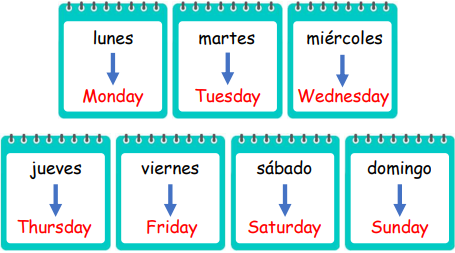 lunes martes miércoles
Monday Tuesday Wednesday
jueves viernes sábado domingo
Thursday Friday Saturday Sunday